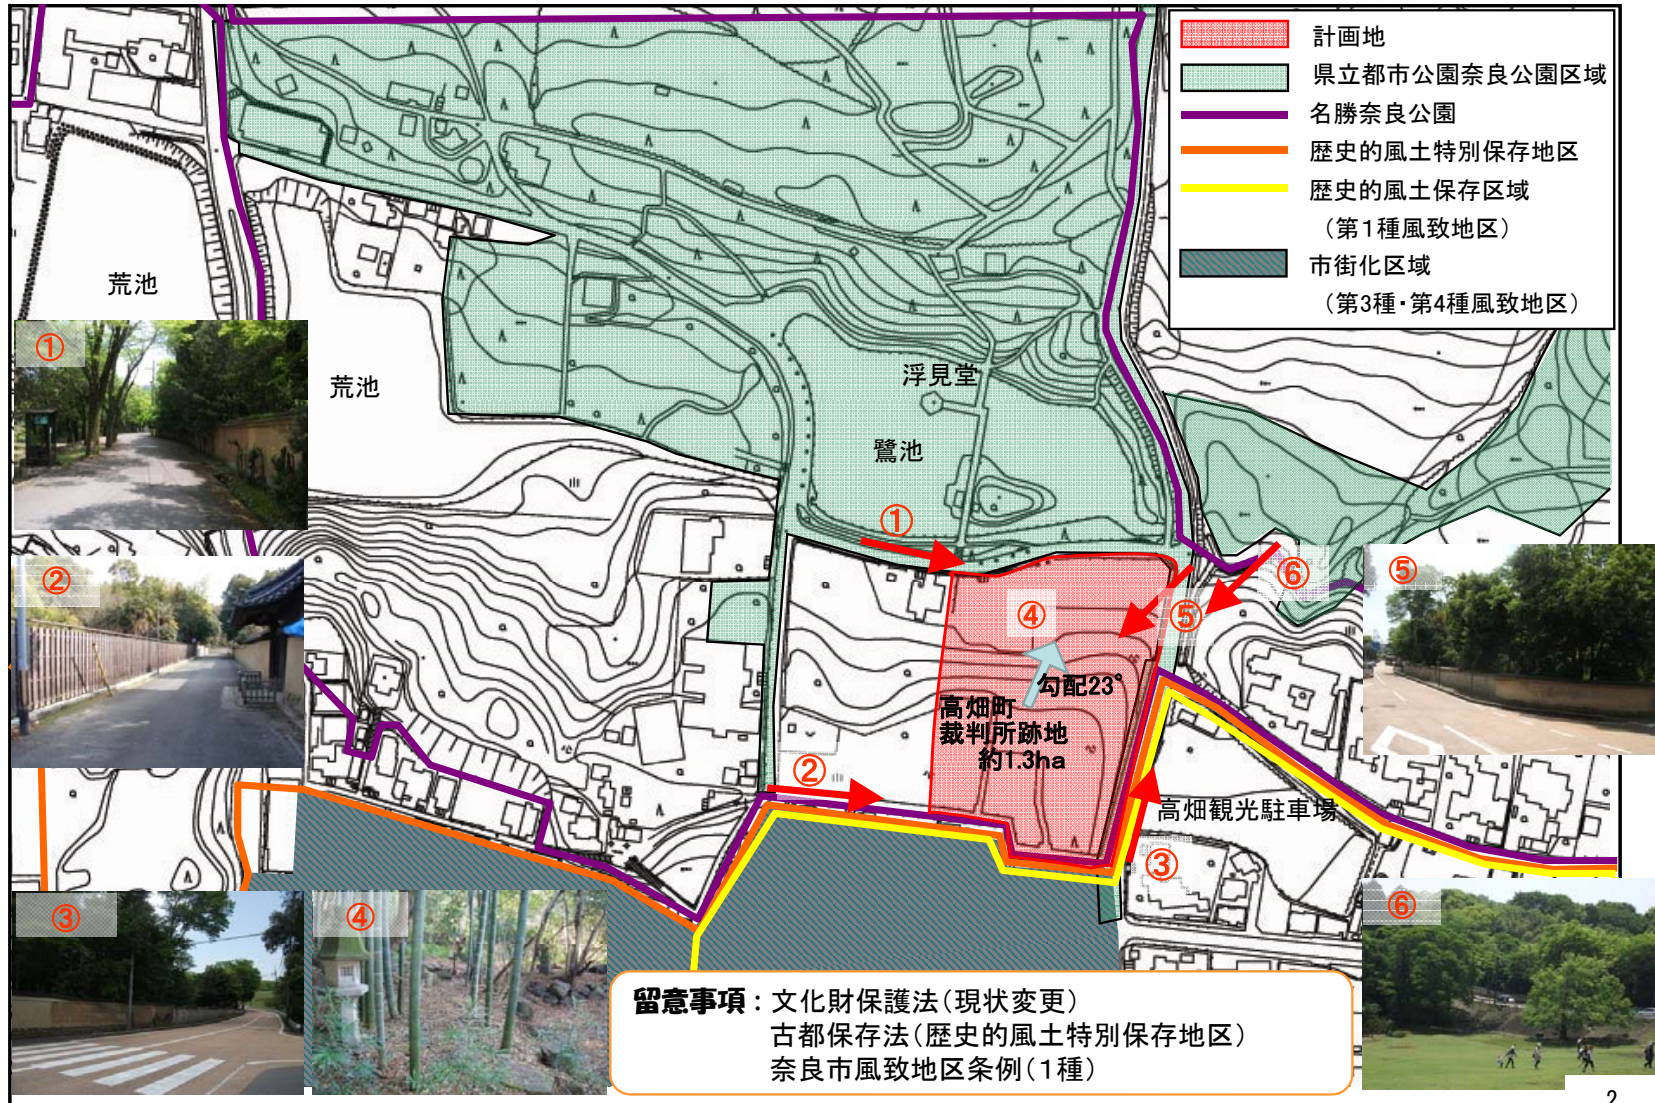 計画地
県立都市公園奈良公園区域
名勝奈良公園
歴史的風土特別保存地区
歴史的風土保存区域
（第1種風致地区）
市街化区域
（第3種・第4種風致地区）
荒池
荒池
浮見堂
鷺池
①
②
③
④
⑤
⑥
①
②
③
④
⑤
⑥
勾配23°
高畑町
裁判所跡地
約1.3ha
高畑観光駐車場
留意事項：文化財保護法（現状変更）
古都保存法（歴史的風土特別保存地区）
奈良市風致地区条例（1種）
2